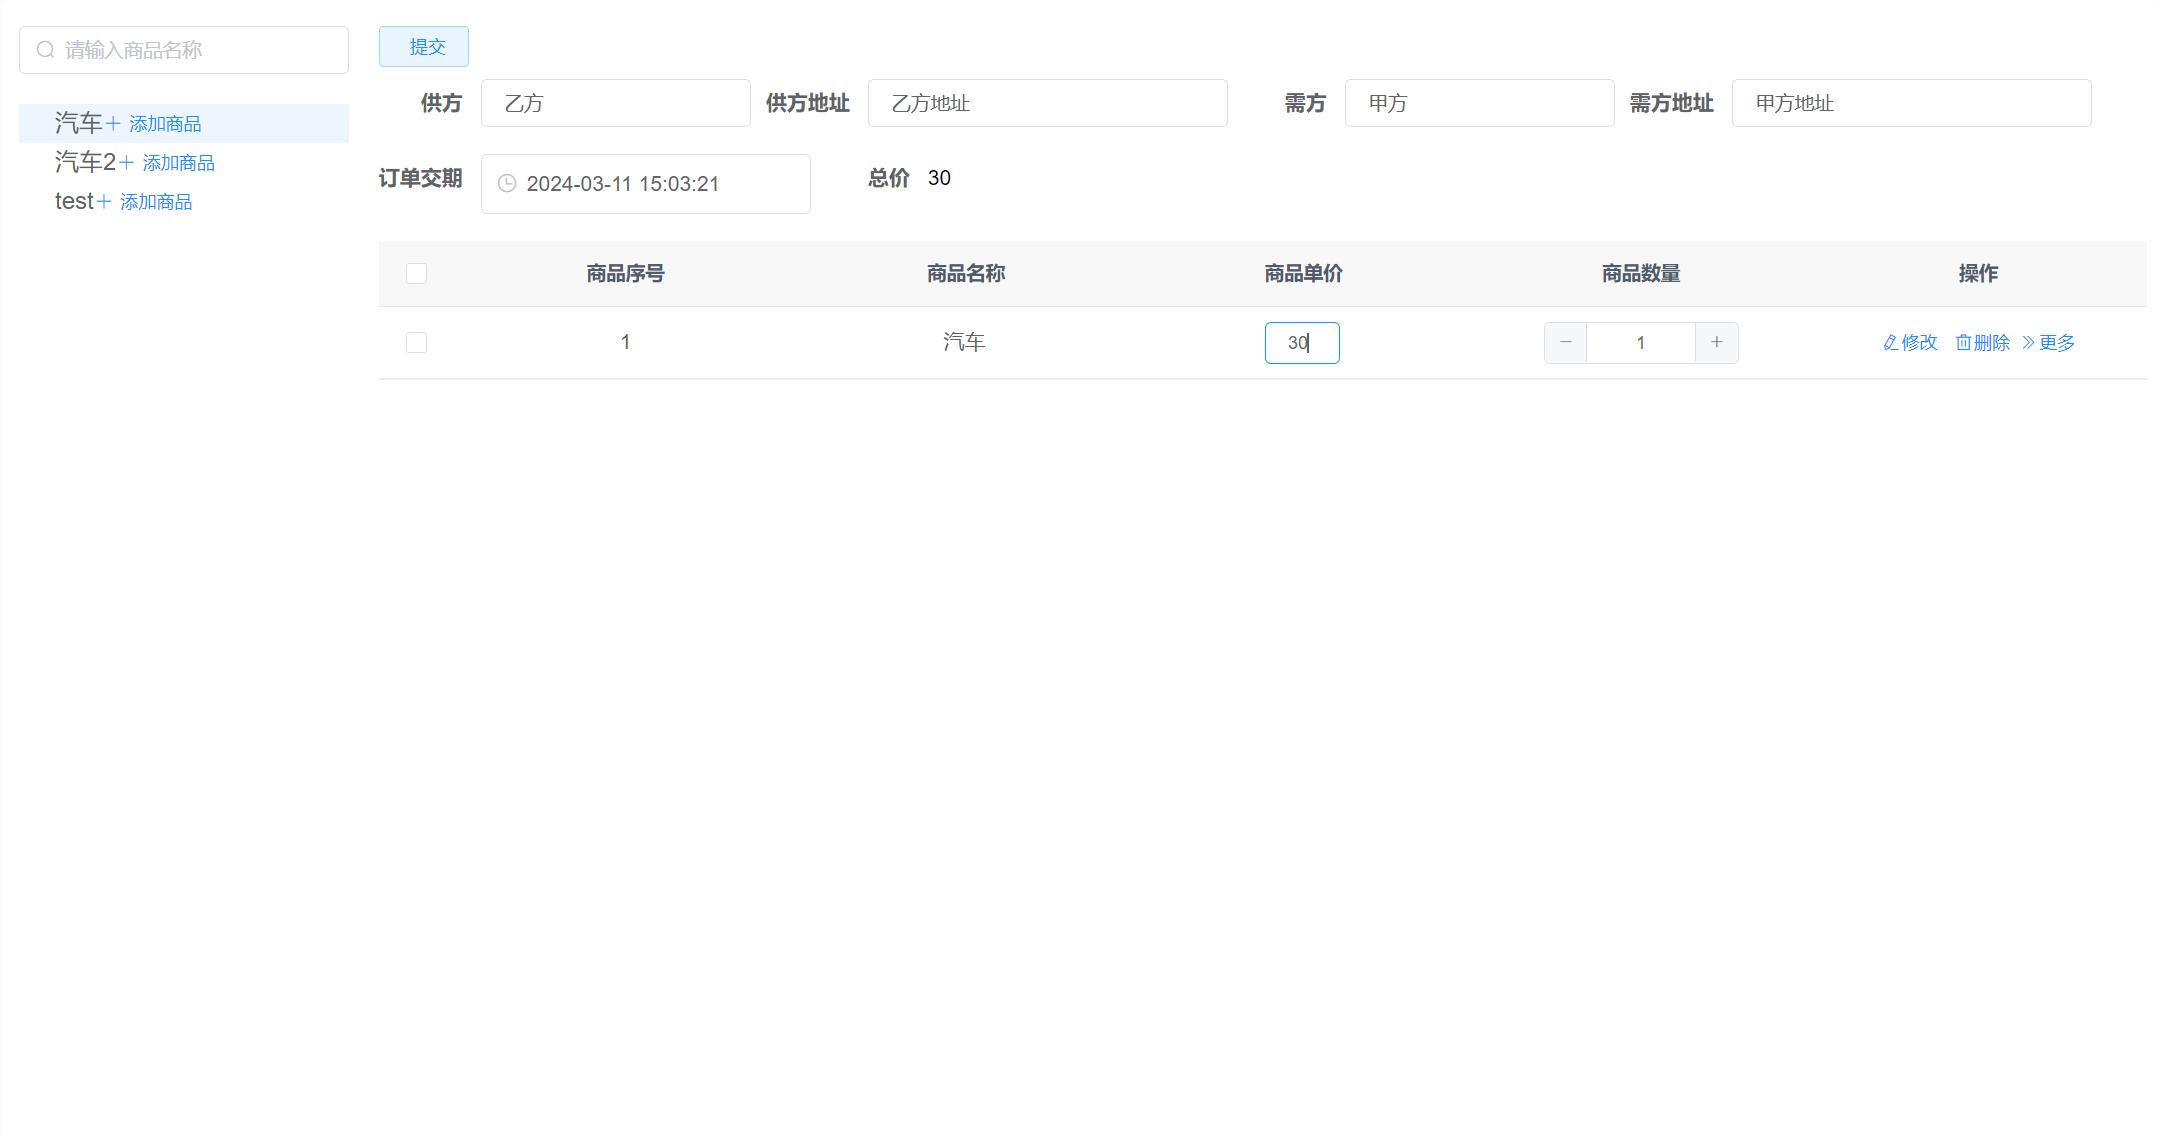 请输入商品名称
汽车+ 添加商品
汽车2+ 添加商品
test+ 添加商品
提交
供方 乙方 供方地址 乙方地址 需方 甲方 需方地址 甲方地址
订单交期 2024-03-11 15:03:21 总价 30
商品序号 商品名称 商品单价 商品数量 操作
1 汽车 30 − 1 + 修改 删除 更多